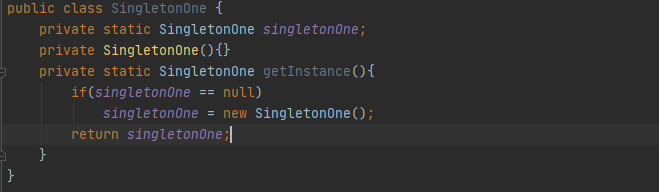 public class SingletonOne {
    private static SingletonOne singletonOne;
    private SingletonOne(){}
    private static SingletonOne getInstance(){
        if(singletonOne == null)
            singletonOne = new SingletonOne();
        return singletonOne;
    }
}